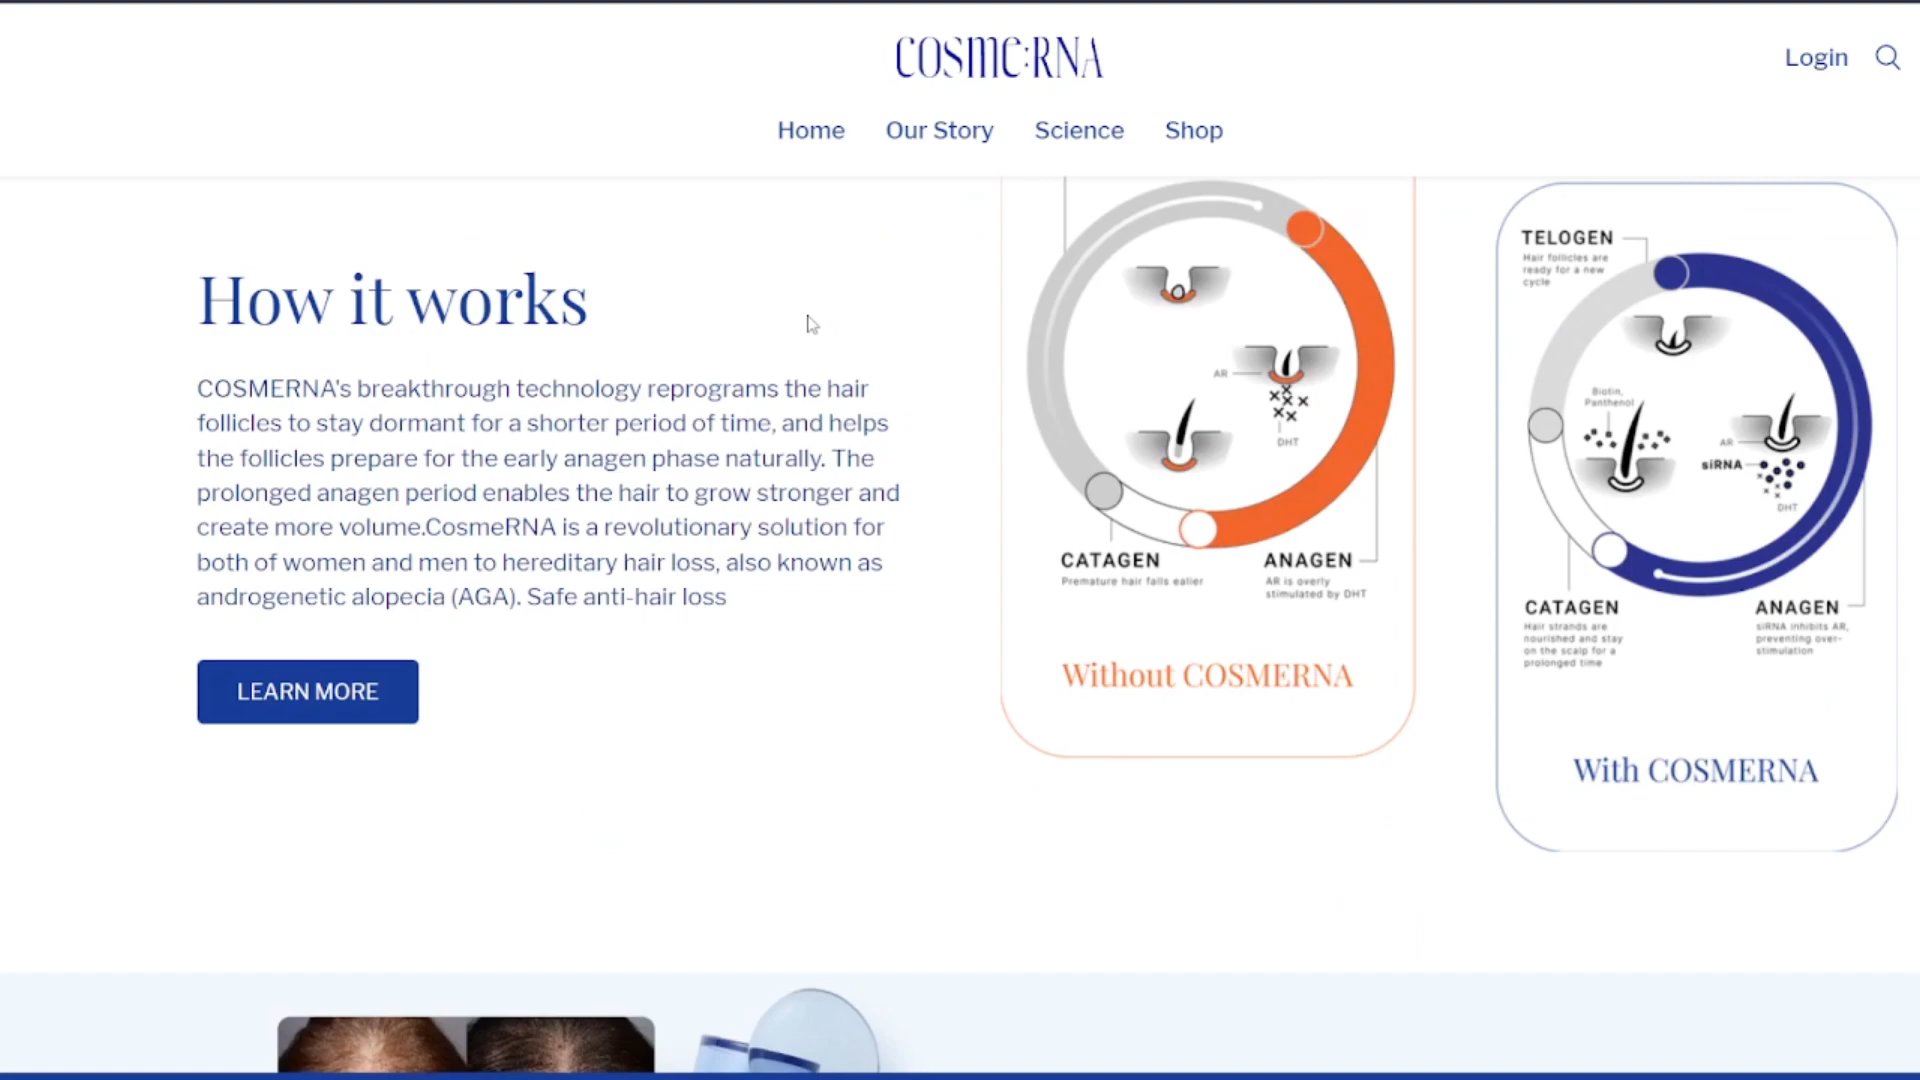 COSMC:RNA
Login
Home Our Story Science Shop
How it works
COSMERNA's breakthrough technology reprograms the hair
follicles to stay dormant for a shorter period of time, and helps
the follicles prepare for the early anagen phase naturally. The
prolonged anagen period enables the hair to grow stronger and
create more volume.CosmeRNA is a revolutionary solution for
both of women and men to hereditary hair loss, also known as
androgenetic alopecia (AGA). Safe anti-hair loss
LEARN MORE
AR
DHT
CATAGEN
Premature hair falls ealier
ANAGEN
AR is overly
stimulated by DHT
Without COSMERNA
TELOGEN
Hair follicles are
ready for a new
cycle
Biotin,
Panthenol
AR
siRNA
DHT
CATAGEN
Hair strands are
nourished and stay
on the scalp for a
prolonged time
ANAGEN
siRNA inhibits AR,
preventing over-
stimulation
With COSMERNA